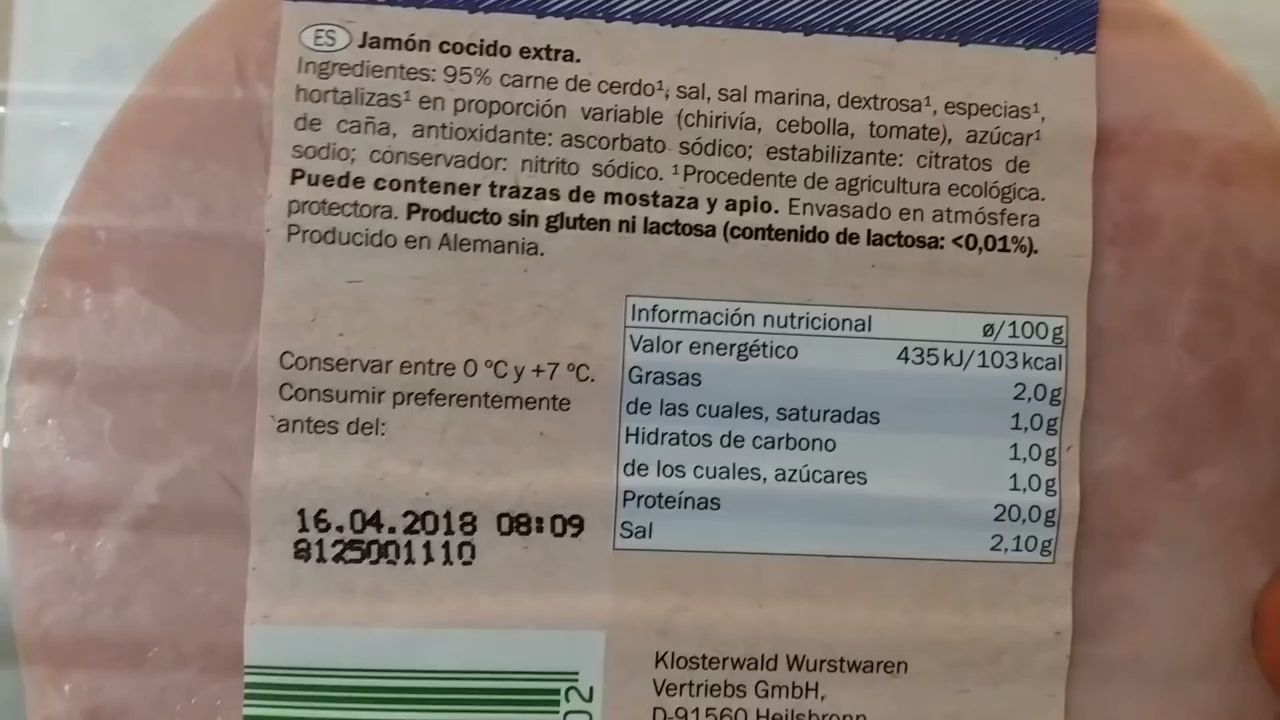 ES Jamón cocido extra.
Ingredientes: 95% carne de cerdo¹, sal, sal marina, dextrosa¹, especias¹,
hortalizas¹ en proporción variable (chirivía, cebolla, tomate), azúcar¹
de caña, antioxidante: ascorbato sódico; estabilizante: citratos de
sodio; conservador: nitrito sódico. ¹Procedente de agricultura ecológica.
Puede contener trazas de mostaza y apio. Envasado en atmósfera
protectora. Producto sin gluten ni lactosa (contenido de lactosa: <0,01%).
Producido en Alemania.
Conservar entre 0 ºC y +7 ºC.
Consumir preferentemente
antes del:
16.04.2018 08:09
8125001110
Información nutricional ø/100g
Valor energético 435kJ/103kcal
Grasas 2,0g
de las cuales, saturadas 1,0g
Hidratos de carbono 1,0g
de los cuales, azúcares 1,0g
Proteínas 20,0g
Sal 2,10g
Klosterwald Wurstwaren
Vertriebs GmbH,
D-91560 Heilsbronn
02